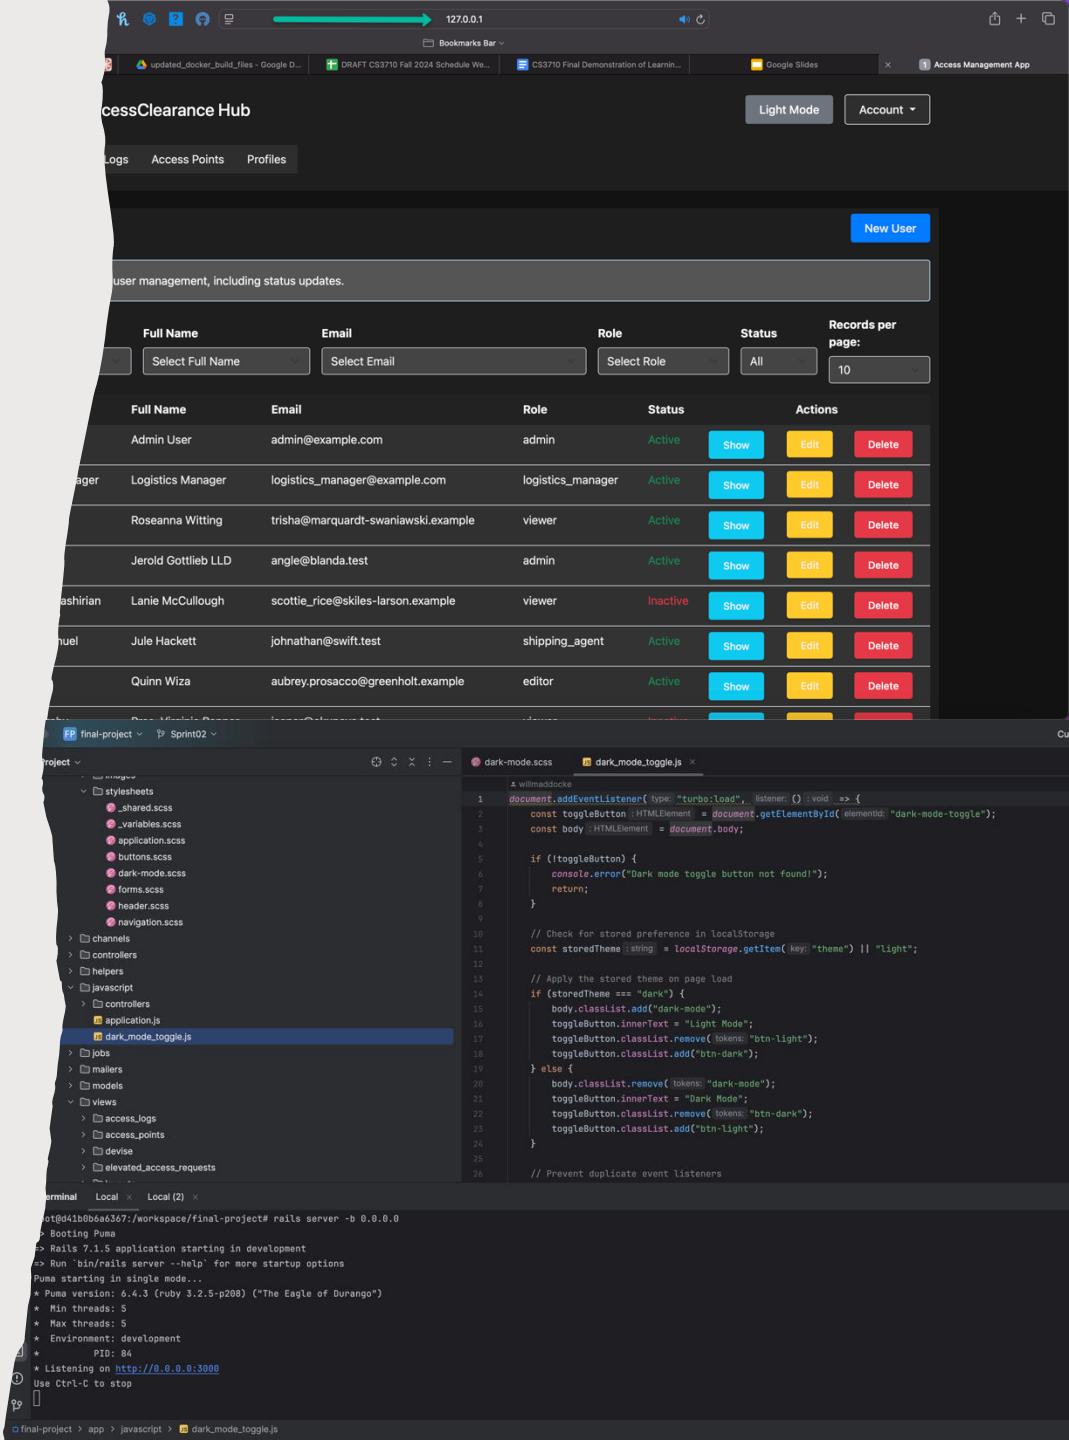 127.0.0.1
Bookmarks Bar
updated_docker_build_files - Google D...
DRAFT CS3710 Fall 2024 Schedule We...
CS3710 Final Demonstration of Learnin...
Google Slides
1 Access Management App
cessClearance Hub
Light Mode
Account
Logs Access Points Profiles
New User
user management, including status updates.
Full Name Email Role Status Records per page:
Select Full Name Select Email Select Role All 10
Full Name Email Role Status Actions
Admin User admin@example.com admin Active Show Edit Delete
ager Logistics Manager logistics_manager@example.com logistics_manager Active Show Edit Delete
Roseanna Witting trisha@marquardt-swaniawski.example viewer Active Show Edit Delete
Jerold Gottlieb LLD angle@blanda.test admin Active Show Edit Delete
ashirian Lanie McCullough scottie_rice@skiles-larson.example viewer Inactive Show Edit Delete
nuel Jule Hackett johnathan@swift.test shipping_agent Active Show Edit Delete
Quinn Wiza aubrey.prosacco@greenholt.example editor Active Show Edit Delete
FP final-project Sprint02
Cu
roject
stylesheets
_shared.scss
_variables.scss
application.scss
buttons.scss
dark-mode.scss
forms.scss
header.scss
navigation.scss
channels
controllers
helpers
javascript
controllers
application.js
dark_mode_toggle.js
jobs
mailers
models
views
access_logs
access_points
devise
elevated_access_requests
dark-mode.scss dark_mode_toggle.js
willmaddocke
1 document.addEventListener( type: "turbo:load", listener: () : void => {
2 const toggleButton : HTMLElement = document.getElementById( elementId: "dark-mode-toggle");
3 const body : HTMLElement = document.body;
4
5 if (!toggleButton) {
6 console.error("Dark mode toggle button not found!");
7 return;
8 }
9
10 // Check for stored preference in localStorage
11 const storedTheme : string = localStorage.getItem( key: "theme") || "light";
12
13 // Apply the stored theme on page load
14 if (storedTheme === "dark") {
15 body.classList.add("dark-mode");
16 toggleButton.innerText = "Light Mode";
17 toggleButton.classList.remove( tokens: "btn-light");
18 toggleButton.classList.add("btn-dark");
19 } else {
20 body.classList.remove( tokens: "dark-mode");
21 toggleButton.innerText = "Dark Mode";
22 toggleButton.classList.remove( tokens: "btn-dark");
23 toggleButton.classList.add("btn-light");
24 }
25
26 // Prevent duplicate event listeners
erminal Local Local (2)
ot@d41b0b6a6367:/workspace/final-project# rails server -b 0.0.0.0
> Booting Puma
=> Rails 7.1.5 application starting in development
=> Run `bin/rails server --help` for more startup options
Puma starting in single mode...
* Puma version: 6.4.3 (ruby 3.2.5-p208) ("The Eagle of Durango")
* Min threads: 5
* Max threads: 5
* Environment: development
* PID: 84
* Listening on http://0.0.0.0:3000
Use Ctrl-C to stop
final-project > app > javascript > dark_mode_toggle.js